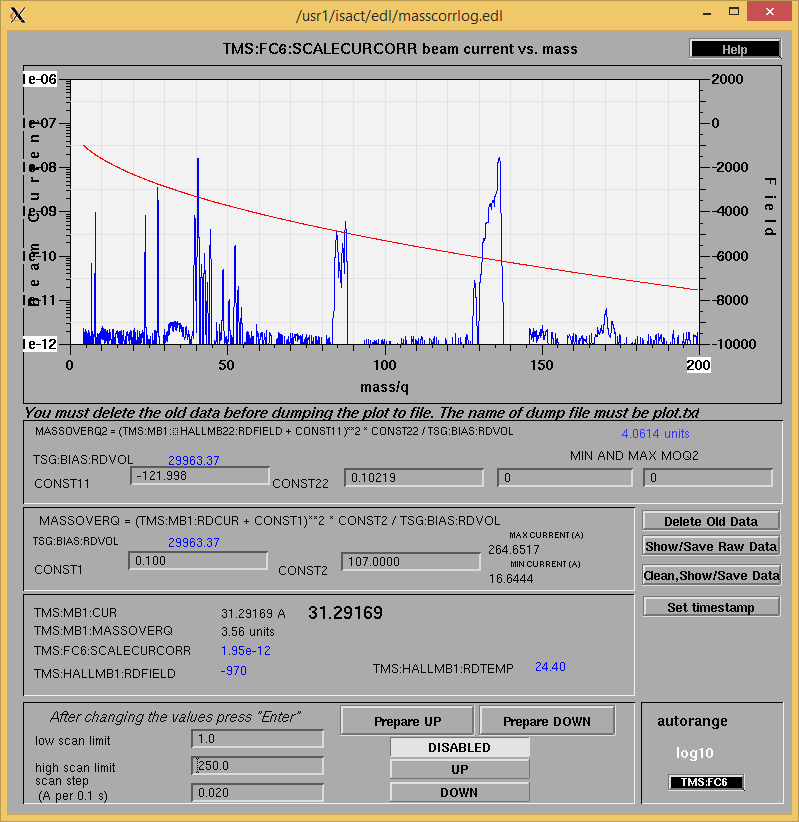 /usr1/isact/edl/masscorrlog.edl
TMS:FC6:SCALECURCORR beam current vs. mass
Help
1e-06
1e-07
1e-08
1e-09
1e-10
1e-11
1e-12
Beam Current
2000
0
-2000
-4000
-6000
-8000
-10000
Field
0 50 100 150 200
mass/q
You must delete the old data before dumping the plot to file. The name of dump file must be plot.txt
MASSOVERQ2 = (TMS:MB1:HALLMB22:RDFIELD + CONST11)**2 * CONST22 / TSG:BIAS:RDVOL
4.0614 units
TSG:BIAS:RDVOL 29963.37
MIN AND MAX MOQ2
CONST11 -121.998 CONST22 0.10219 0 0
MASSOVERQ = (TMS:MB1:RDCUR + CONST1)**2 * CONST2 / TSG:BIAS:RDVOL
TSG:BIAS:RDVOL 29963.37
MAX CURRENT (A)
264.6517
CONST1 0.100 CONST2 107.0000
MIN CURRENT (A)
16.6444
Delete Old Data
Show/Save Raw Data
Clean,Show/Save Data
Set timestamp
TMS:MB1:CUR 31.29169 A 31.29169
TMS:MB1:MASSOVERQ 3.56 units
TMS:FC6:SCALECURCORR 1.95e-12
TMS:HALLMB1:RDFIELD -970 TMS:HALLMB1:RDTEMP 24.40
After changing the values press "Enter"
low scan limit 1.0
high scan limit 250.0
scan step
(A per 0.1 s) 0.020
Prepare UP Prepare DOWN
DISABLED
UP
DOWN
autorange
log10
TMS:FC6